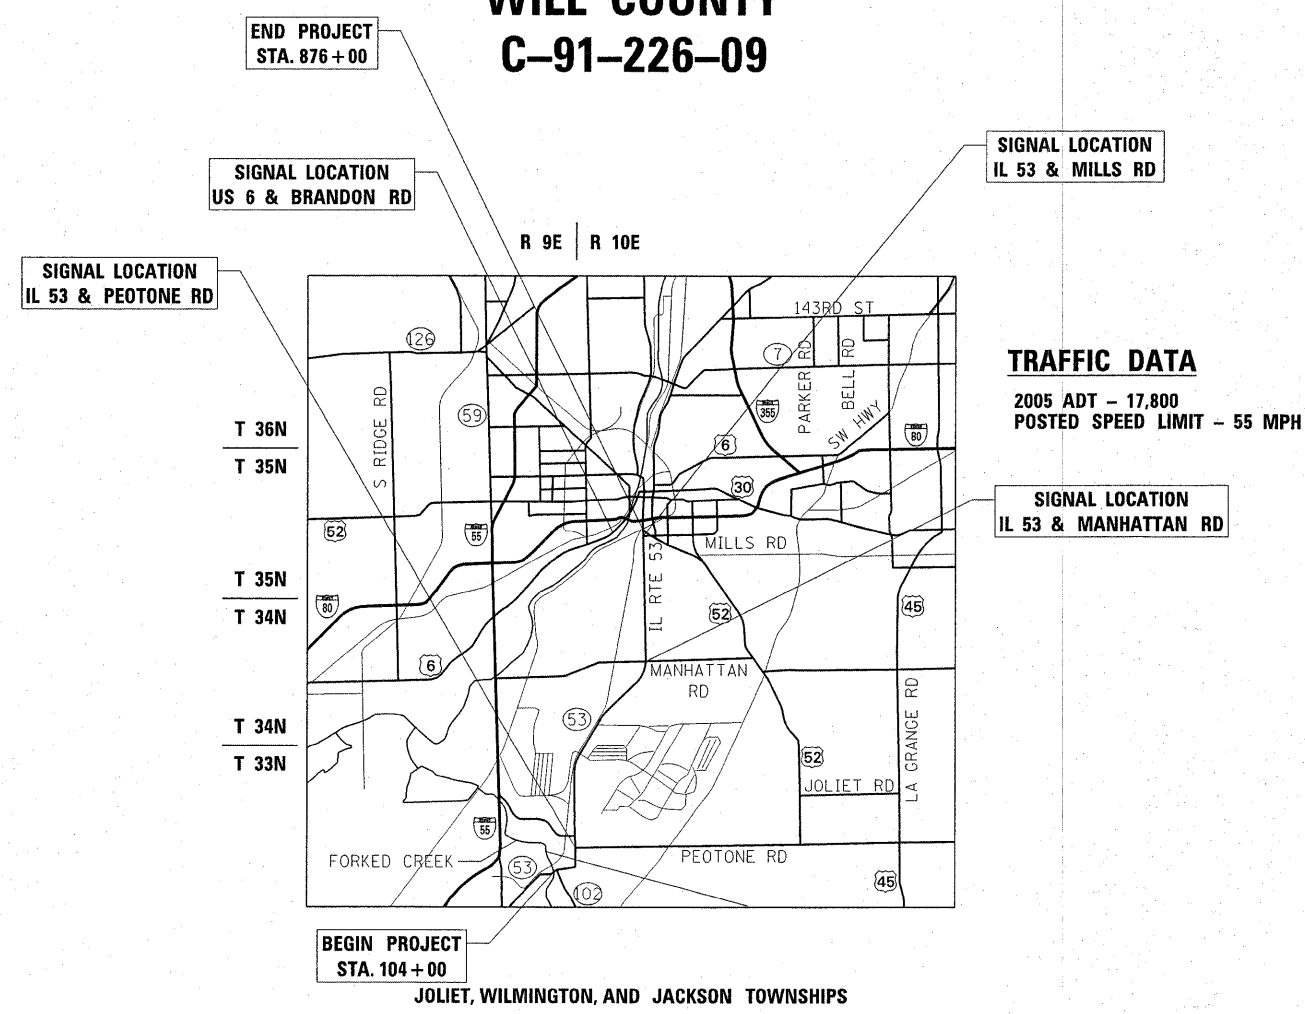 WILL COUNTY
C–91–226–09
END PROJECT
STA. 876+00
SIGNAL LOCATION
US 6 & BRANDON RD
SIGNAL LOCATION
IL 53 & MILLS RD
SIGNAL LOCATION
IL 53 & PEOTONE RD
R 9E
R 10E
143RD ST
126
7
PARKER RD
BELL RD
S RIDGE RD
59
355
SW HWY
80
6
30
T 36N
T 35N
TRAFFIC DATA
2005 ADT – 17,800
POSTED SPEED LIMIT – 55 MPH
SIGNAL LOCATION
IL 53 & MANHATTAN RD
52
55
MILLS RD
IL RTE 53
T 35N
T 34N
80
52
45
6
MANHATTAN
RD
LA GRANGE RD
53
T 34N
T 33N
52
JOLIET RD
55
FORKED CREEK
53
PEOTONE RD
102
45
BEGIN PROJECT
STA. 104+00
JOLIET, WILMINGTON, AND JACKSON TOWNSHIPS